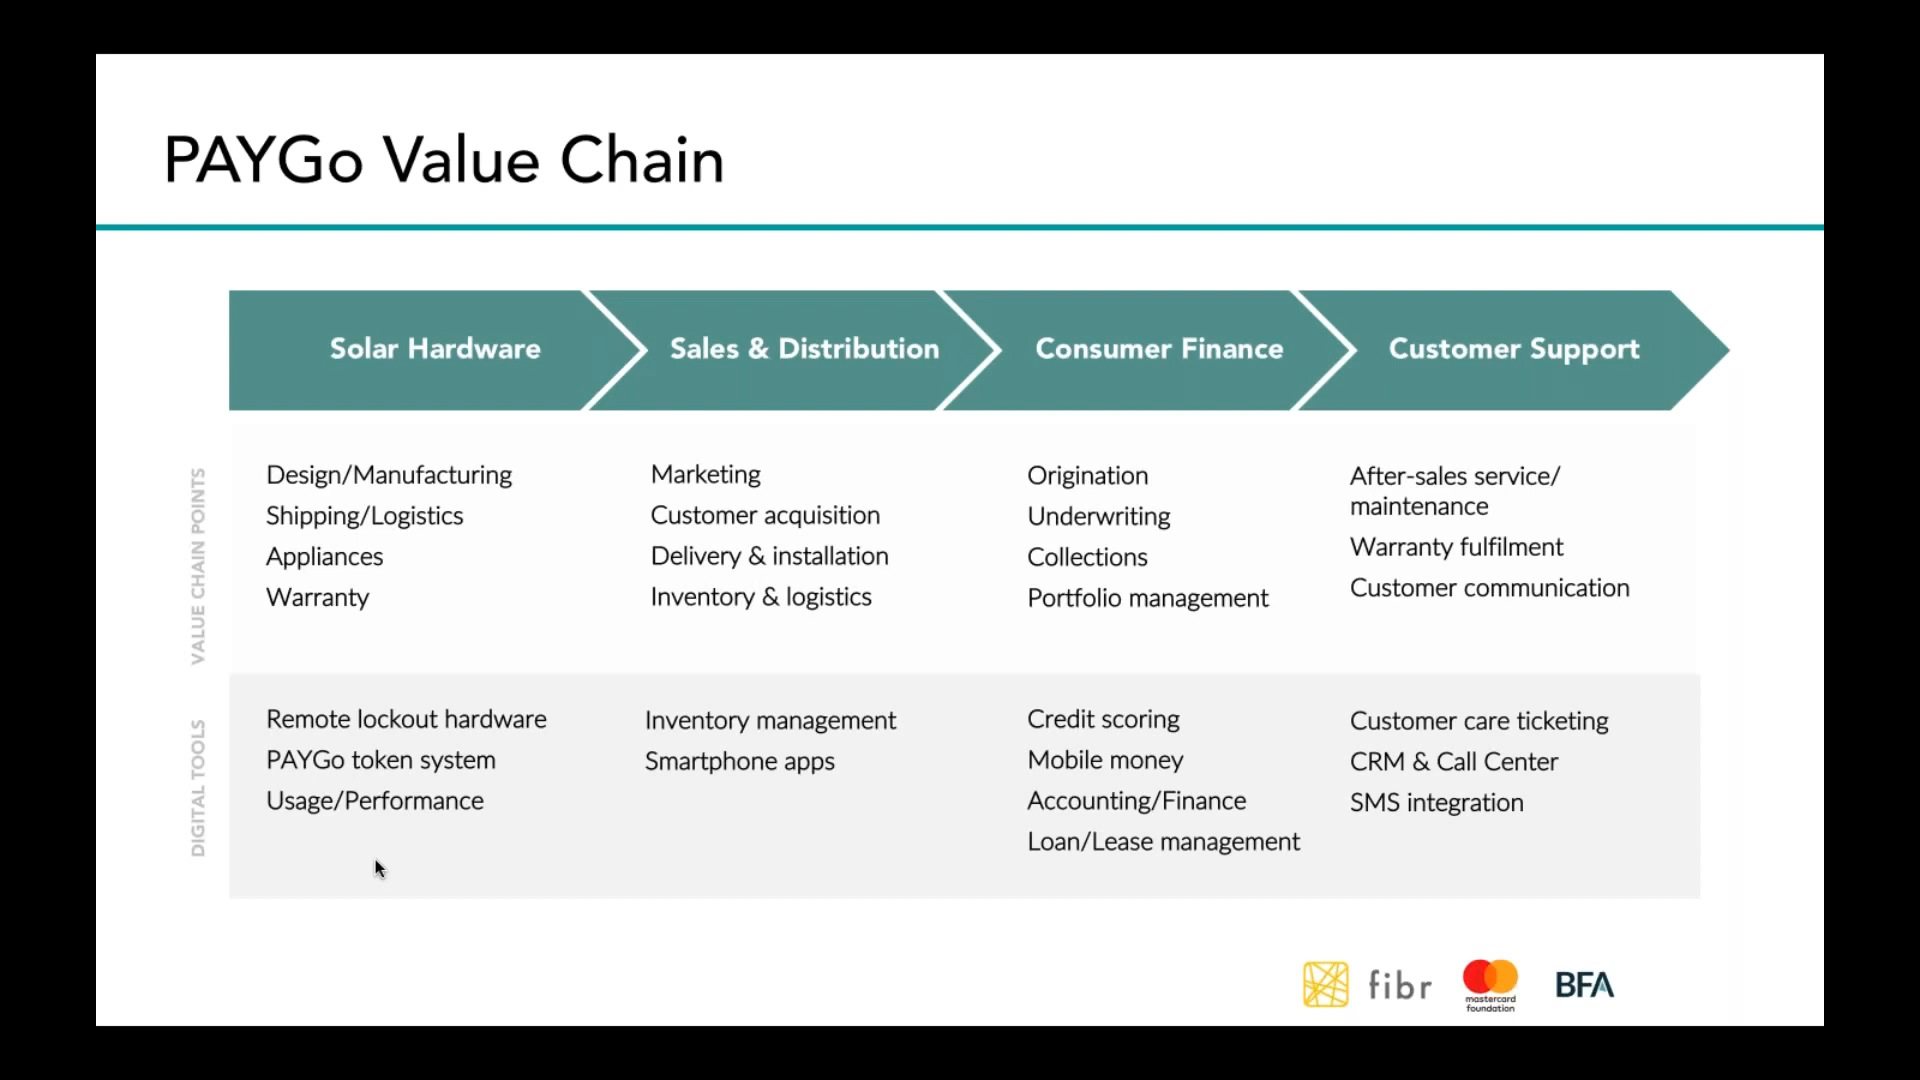 PAYGo Value Chain
Solar Hardware
Sales & Distribution
Consumer Finance
Customer Support
VALUE CHAIN POINTS
Design/Manufacturing
Shipping/Logistics
Appliances
Warranty
Marketing
Customer acquisition
Delivery & installation
Inventory & logistics
Origination
Underwriting
Collections
Portfolio management
After-sales service/
maintenance
Warranty fulfilment
Customer communication
DIGITAL TOOLS
Remote lockout hardware
PAYGo token system
Usage/Performance
Inventory management
Smartphone apps
Credit scoring
Mobile money
Accounting/Finance
Loan/Lease management
Customer care ticketing
CRM & Call Center
SMS integration
fibr
mastercard
foundation
BFA